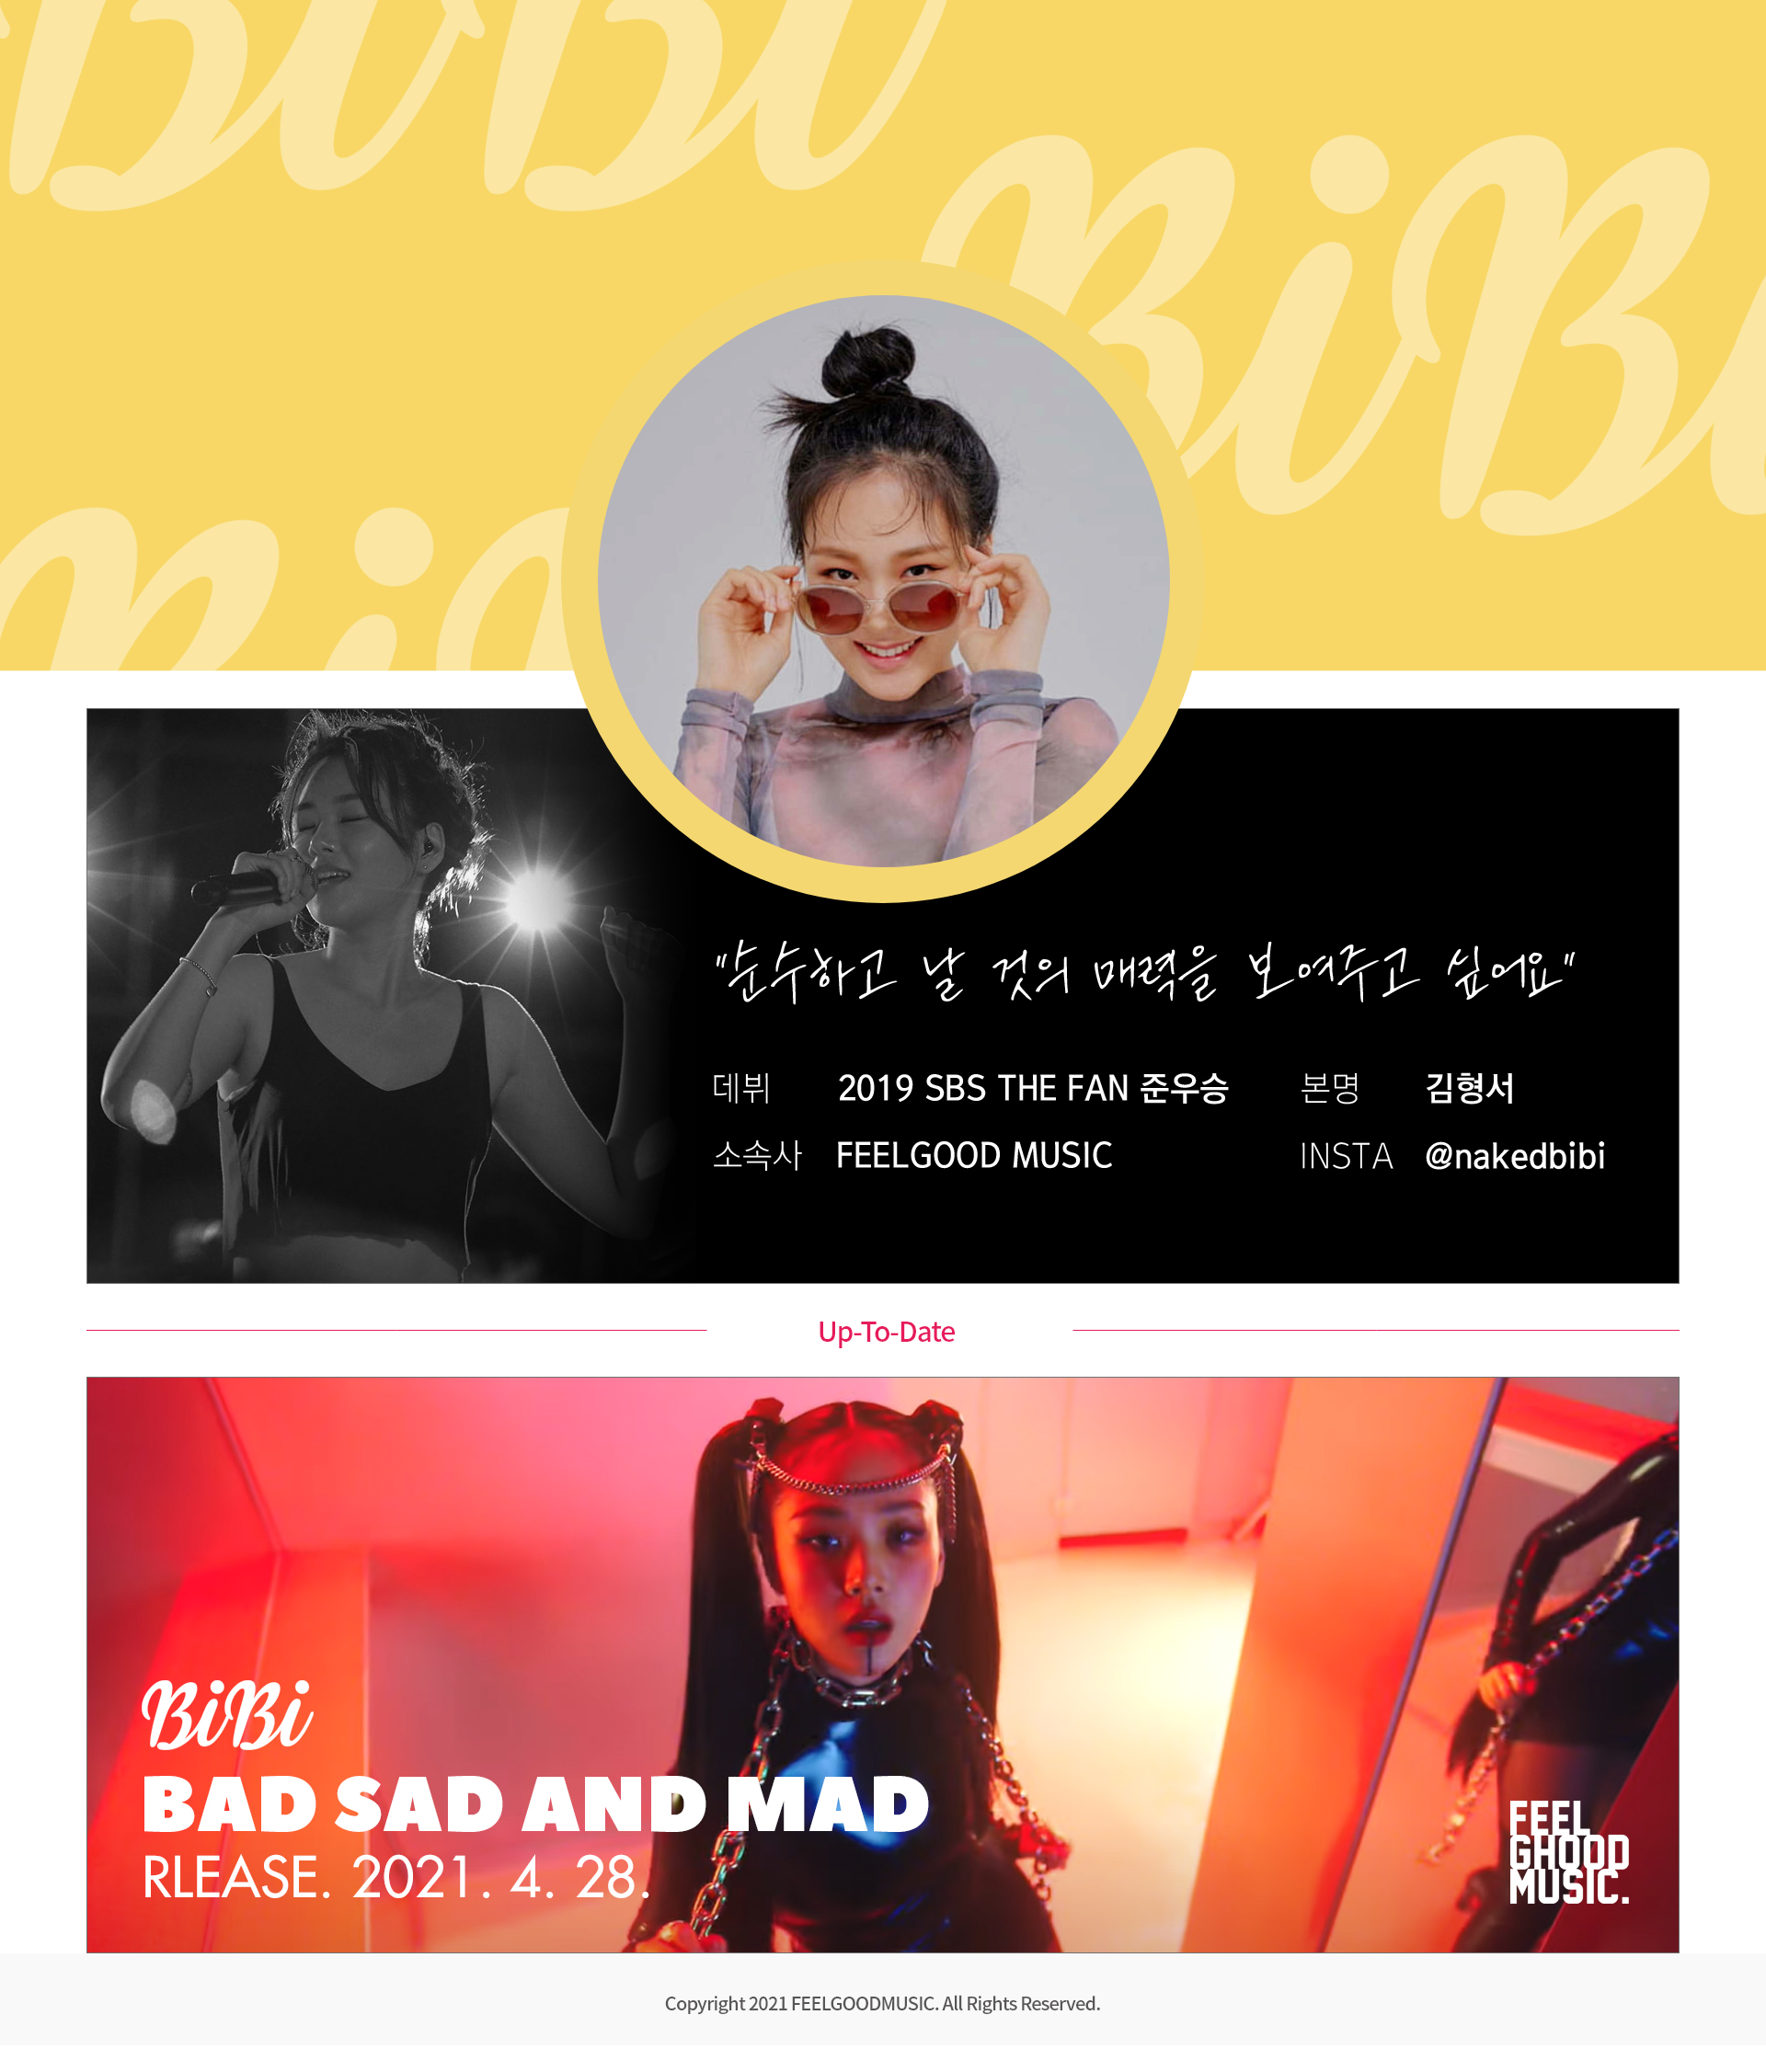 BiBi
BiBi
BiBi
"순수하고 날 것의 매력을 보여주고 싶어요"
데뷔 2019 SBS THE FAN 준우승 본명 김형서
소속사 FEELGOOD MUSIC INSTA @nakedbibi
Up-To-Date
BiBi
BAD SAD AND MAD
RLEASE. 2021. 4. 28.
FEEL
GHOOD
MUSIC.
Copyright 2021 FEELGOODMUSIC. All Rights Reserved.